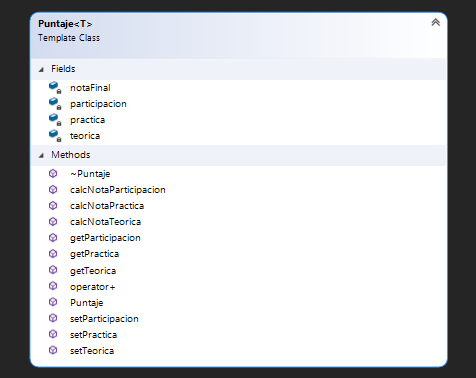 Puntaje<T>
Template Class
Fields
notaFinal
participacion
practica
teorica
Methods
~Puntaje
calcNotaParticipacion
calcNotaPractica
calcNotaTeorica
getParticipacion
getPractica
getTeorica
operator+
Puntaje
setParticipacion
setPractica
setTeorica